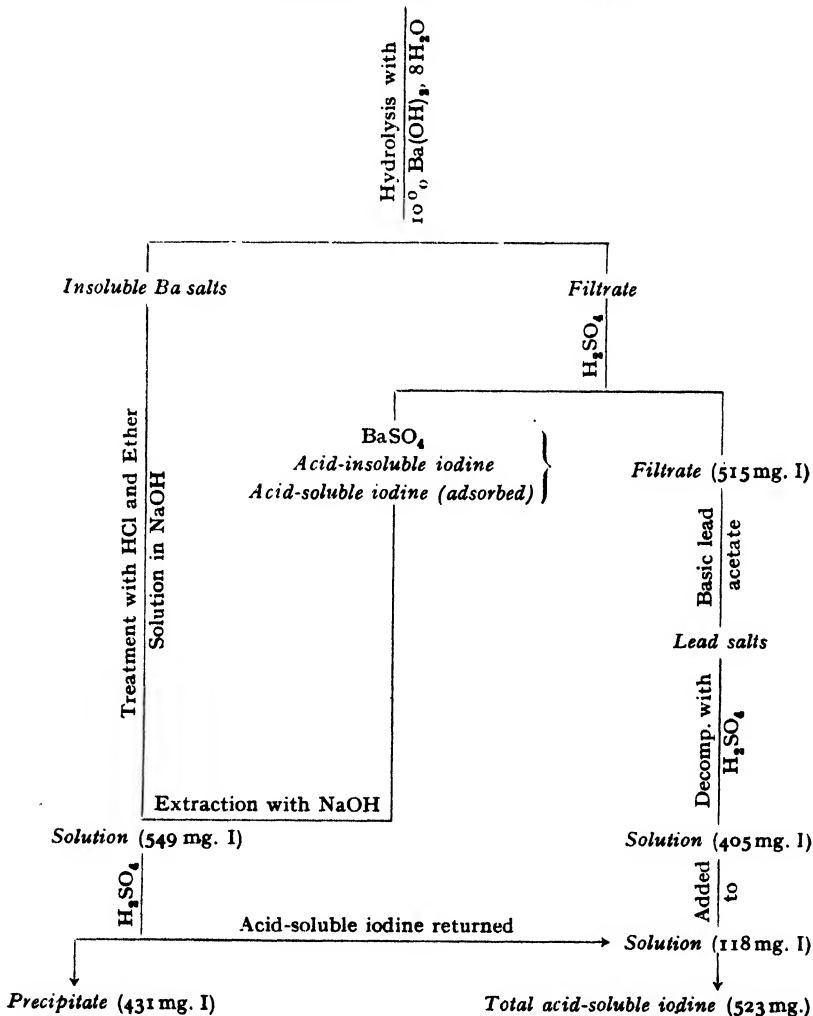 Hydrolysis with
10%, Ba(OH)₂, 8H₂O
Insoluble Ba salts
Filtrate
H₂SO₄
Treatment with HCl and Ether
Solution in NaOH
BaSO₄
Acid-insoluble iodine
Acid-soluble iodine (adsorbed)
Filtrate (515 mg. I)
Basic lead
acetate
Lead salts
Decomp. with
H₂SO₄
Extraction with NaOH
Solution (549 mg. I)
Solution (405 mg. I)
H₂SO₄
Added
to
Acid-soluble iodine returned
Solution (118 mg. I)
Precipitate (431 mg. I)
Total acid-soluble iodine (523 mg.)